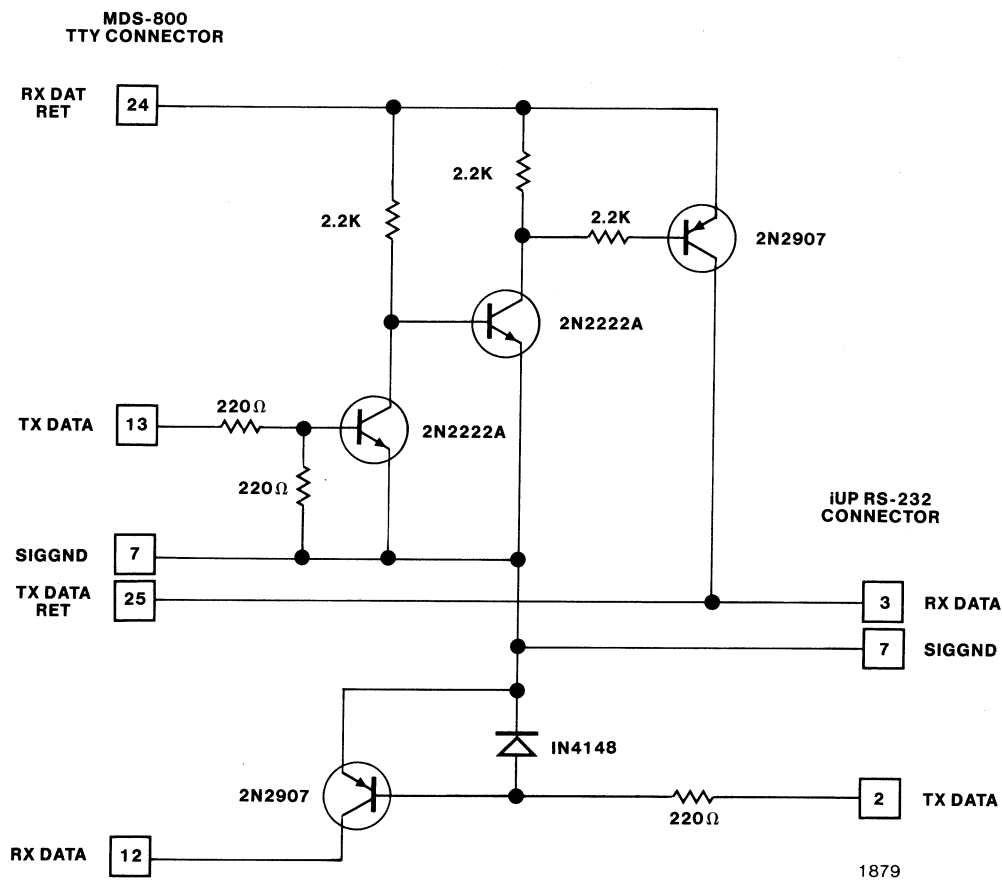 MDS-800
TTY CONNECTOR
RX DAT
RET
24
2.2K
2.2K
2.2K
2N2907
2N2222A
TX DATA
13
220Ω
2N2222A
220Ω
iUP RS-232
CONNECTOR
SIGGND
7
TX DATA
RET
25
3
RX DATA
7
SIGGND
IN4148
2N2907
220Ω
2
TX DATA
RX DATA
12
1879